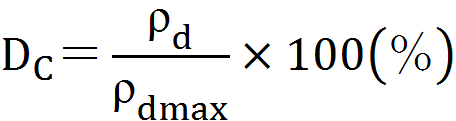 D_C = ρ_d / ρ_dmax × 100(%)